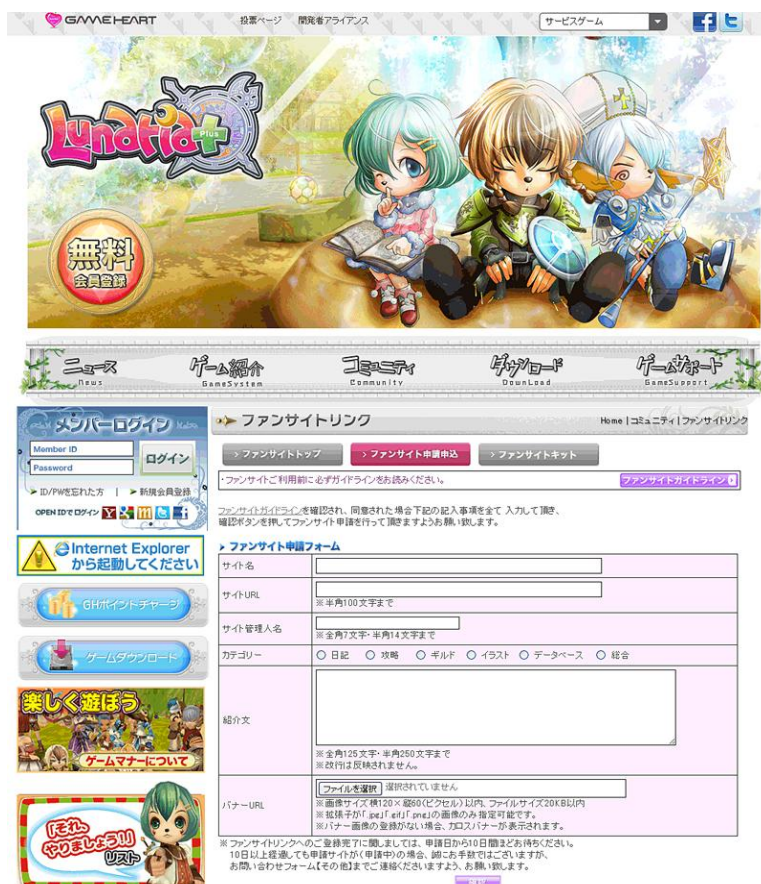 GAMEHEART
投票ページ 開発者アライアンス
サービスゲーム
Lunaria Plus
無料
会員登録
ニュース ゲーム紹介 コミュニティ ダウンロード ゲームサポート
News GameSystem Community DownLoad GameSupport
メンバーログイン
Member ID
Password
ログイン
ID/PWを忘れた方 | 新規会員登録
OPEN IDでログイン
Internet Explorer
から起動してください
GHポイントチャージ
ゲームダウンロード
楽しく遊ぼう
ゲームマナーについて
「それ、
やりましょう!」
リスト
ファンサイトリンク
Home | コミュニティ | ファンサイトリンク
> ファンサイトトップ > ファンサイト申請申込 > ファンサイトキット
・ファンサイトご利用前に必ずガイドラインをお読みください。
ファンサイトガイドライン
ファンサイトガイドラインを確認され、同意された場合下記の記入事項を全て 入力して頂き、
確認ボタンを押してファンサイト申請を行って頂きますようお願い致します。
ファンサイト申請フォーム
サイト名
サイトURL
※半角100文字まで
サイト管理人名
※全角7文字・半角14文字まで
カテゴリー 日記 攻略 ギルド イラスト データベース 総合
紹介文
※全角125文字・半角250文字まで
※改行は反映されません。
バナーURL
ファイルを選択 選択されていません
※画像サイズ横120×縦60(ピクセル)以内、ファイルサイズ20KB以内
※拡張子が「.jpg」「.gif」「.png」の画像のみ指定可能です。
※バナー画像の登録がない場合、カロスバナーが表示されます。
※ファンサイトリンクへのご登録完了に関しましては、申請日から10日間ほどお待ちください。
10日以上経過しても申請サイトが(申請中)の場合、誠にお手数ではございますが、
お問い合わせフォーム【その他】までご連絡くださいますよう、お願い致します。